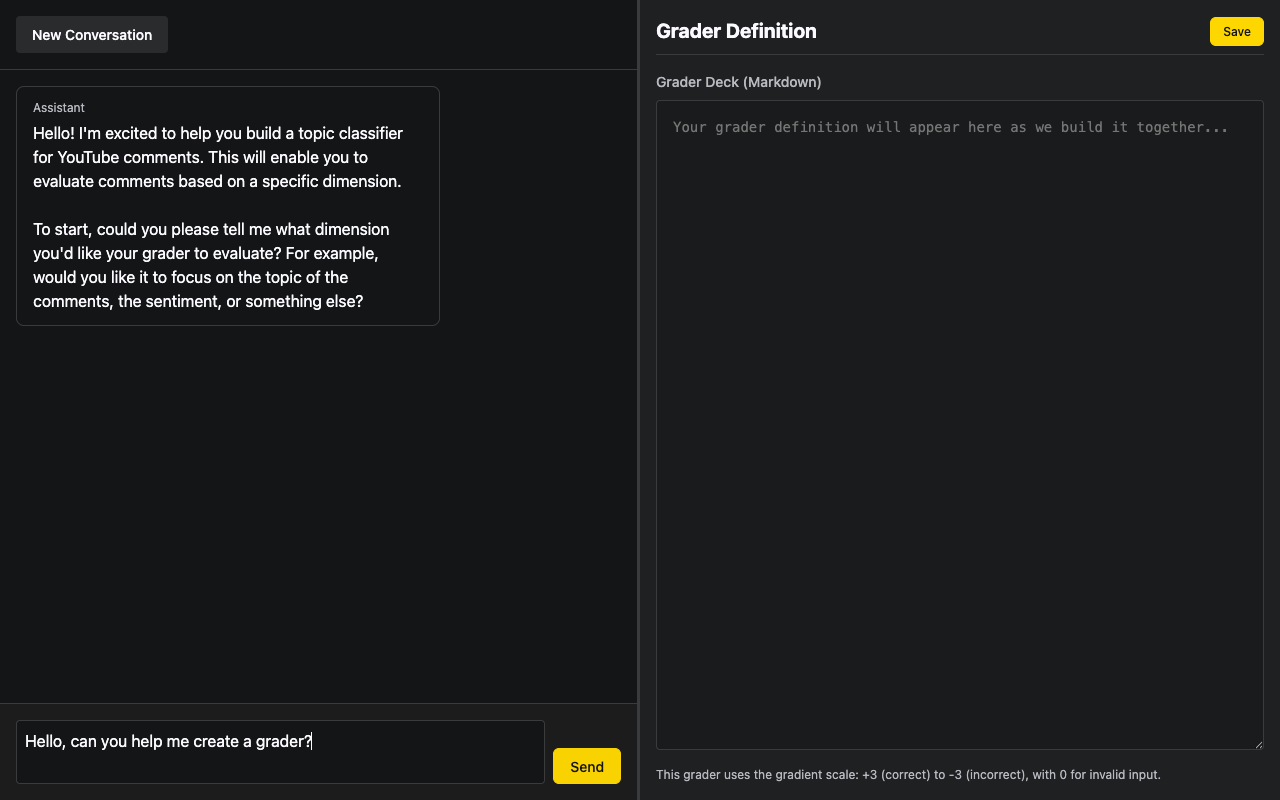 New Conversation
Assistant
Hello! I'm excited to help you build a topic classifier
for YouTube comments. This will enable you to
evaluate comments based on a specific dimension.
To start, could you please tell me what dimension
you'd like your grader to evaluate? For example,
would you like it to focus on the topic of the
comments, the sentiment, or something else?
Hello, can you help me create a grader?
Send
Grader Definition
Save
Grader Deck (Markdown)
Your grader definition will appear here as we build it together...
This grader uses the gradient scale: +3 (correct) to -3 (incorrect), with 0 for invalid input.